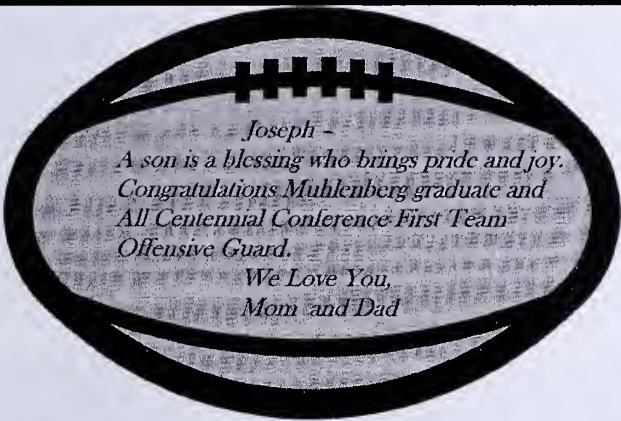 Joseph -
A son is a blessing who brings pride and joy.
Congratulations Muhlenberg graduate and
All Centennial Conference First Team
Offensive Guard.
We Love You,
Mom and Dad